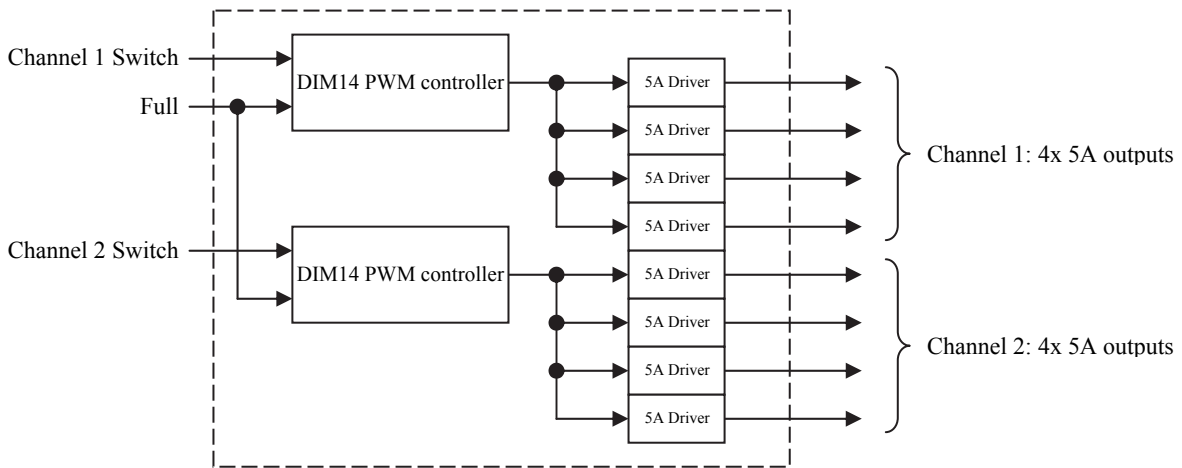 Channel 1 Switch
Full
DIM14 PWM controller
5A Driver
5A Driver
5A Driver
5A Driver
Channel 1: 4x 5A outputs
Channel 2 Switch
DIM14 PWM controller
5A Driver
5A Driver
5A Driver
5A Driver
Channel 2: 4x 5A outputs